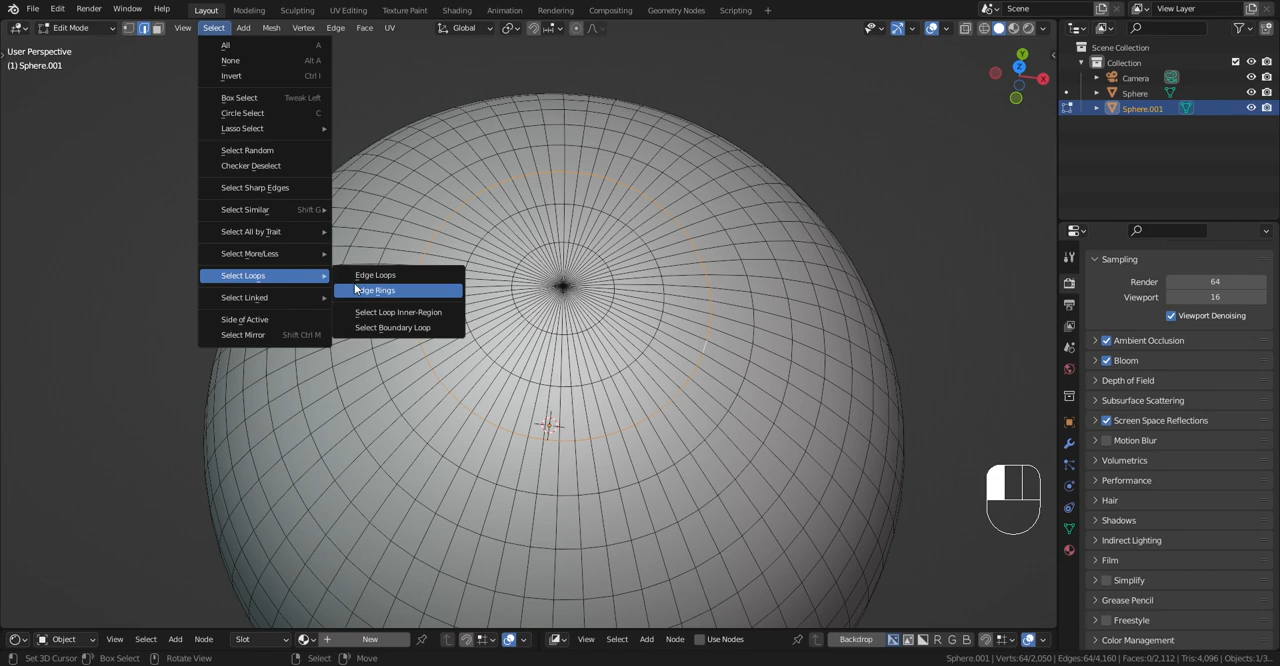 File Edit Render Window Help Layout Modeling Sculpting UV Editing Texture Paint Shading Animation Rendering Compositing Geometry Nodes Scripting + Scene View Layer
Edit Mode View Select Add Mesh Vertex Edge Face UV Global
User Perspective
(1) Sphere.001
All A
None Alt A
Invert Ctrl I
Box Select Tweak Left
Circle Select C
Lasso Select
Select Random
Checker Deselect
Select Sharp Edges
Select Similar Shift G
Select All by Trait
Select More/Less
Select Loops
Select Linked
Side of Active
Select Mirror Shift Ctrl M
Edge Loops
Edge Rings
Select Loop Inner-Region
Select Boundary Loop
Y
Z
X
Scene Collection
Collection
Camera
Sphere
Sphere.001
Sampling
Render 64
Viewport 16
Viewport Denoising
Ambient Occlusion
Bloom
Depth of Field
Subsurface Scattering
Screen Space Reflections
Motion Blur
Volumetrics
Performance
Hair
Shadows
Indirect Lighting
Film
Simplify
Grease Pencil
Freestyle
Color Management
Object View Select Add Node Slot + New View Select Add Node Use Nodes Backdrop R G B
Set 3D Cursor Box Select Rotate View Select Move Sphere.001 | Verts:64/2,050 | Edges:64/4,160 | Faces:0/2,112 | Tris:4,096 | Objects:1/3...